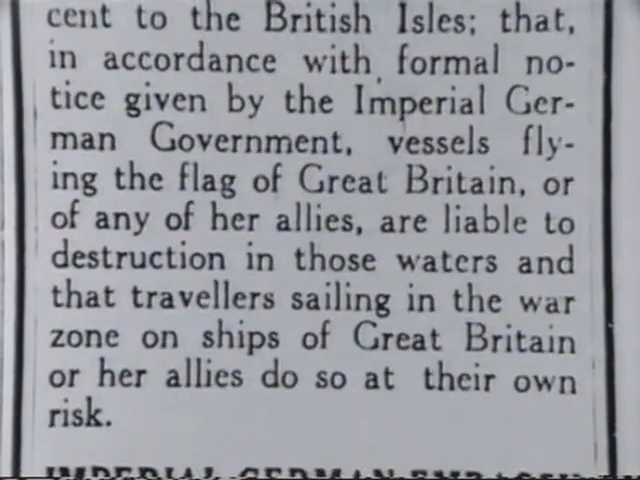 cent to the British Isles; that,
in accordance with formal no-
tice given by the Imperial Ger-
man Government, vessels fly-
ing the flag of Great Britain, or
of any of her allies, are liable to
destruction in those waters and
that travellers sailing in the war
zone on ships of Great Britain
or her allies do so at their own
risk.
IMPERIAL GERMAN EMBASSY